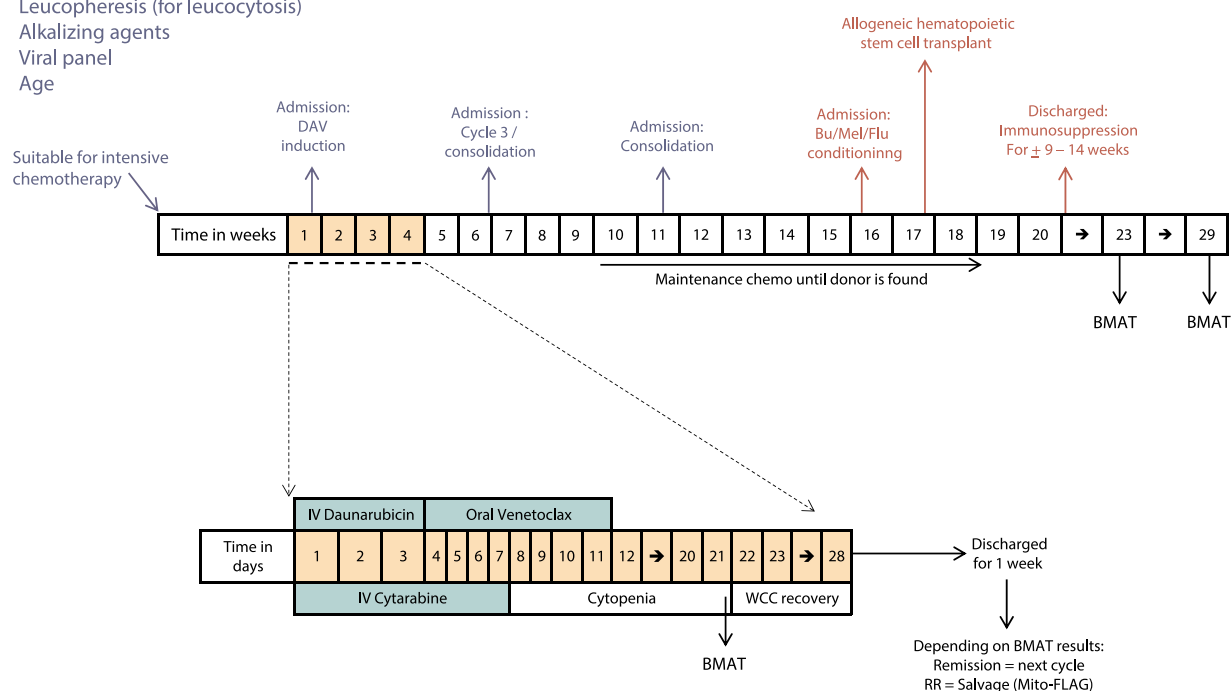 Leucopheresis (for leucocytosis)
Alkalizing agents
Viral panel
Age
Suitable for intensive
chemotherapy
Admission:
DAV
induction
Admission :
Cycle 3 /
consolidation
Admission:
Consolidation
Admission:
Bu/Mel/Flu
conditioninng
Allogeneic hematopoietic
stem cell transplant
Discharged:
Immunosuppression
For ± 9 – 14 weeks
Time in weeks 1 2 3 4 5 6 7 8 9 10 11 12 13 14 15 16 17 18 19 20 → 23 → 29
Maintenance chemo until donor is found
BMAT BMAT
IV Daunarubicin Oral Venetoclax
Time in
days
1 2 3 4 5 6 7 8 9 10 11 12 → 20 21 22 23 → 28
IV Cytarabine Cytopenia WCC recovery
BMAT
Discharged
for 1 week
Depending on BMAT results:
Remission = next cycle
RR = Salvage (Mito-FLAG)